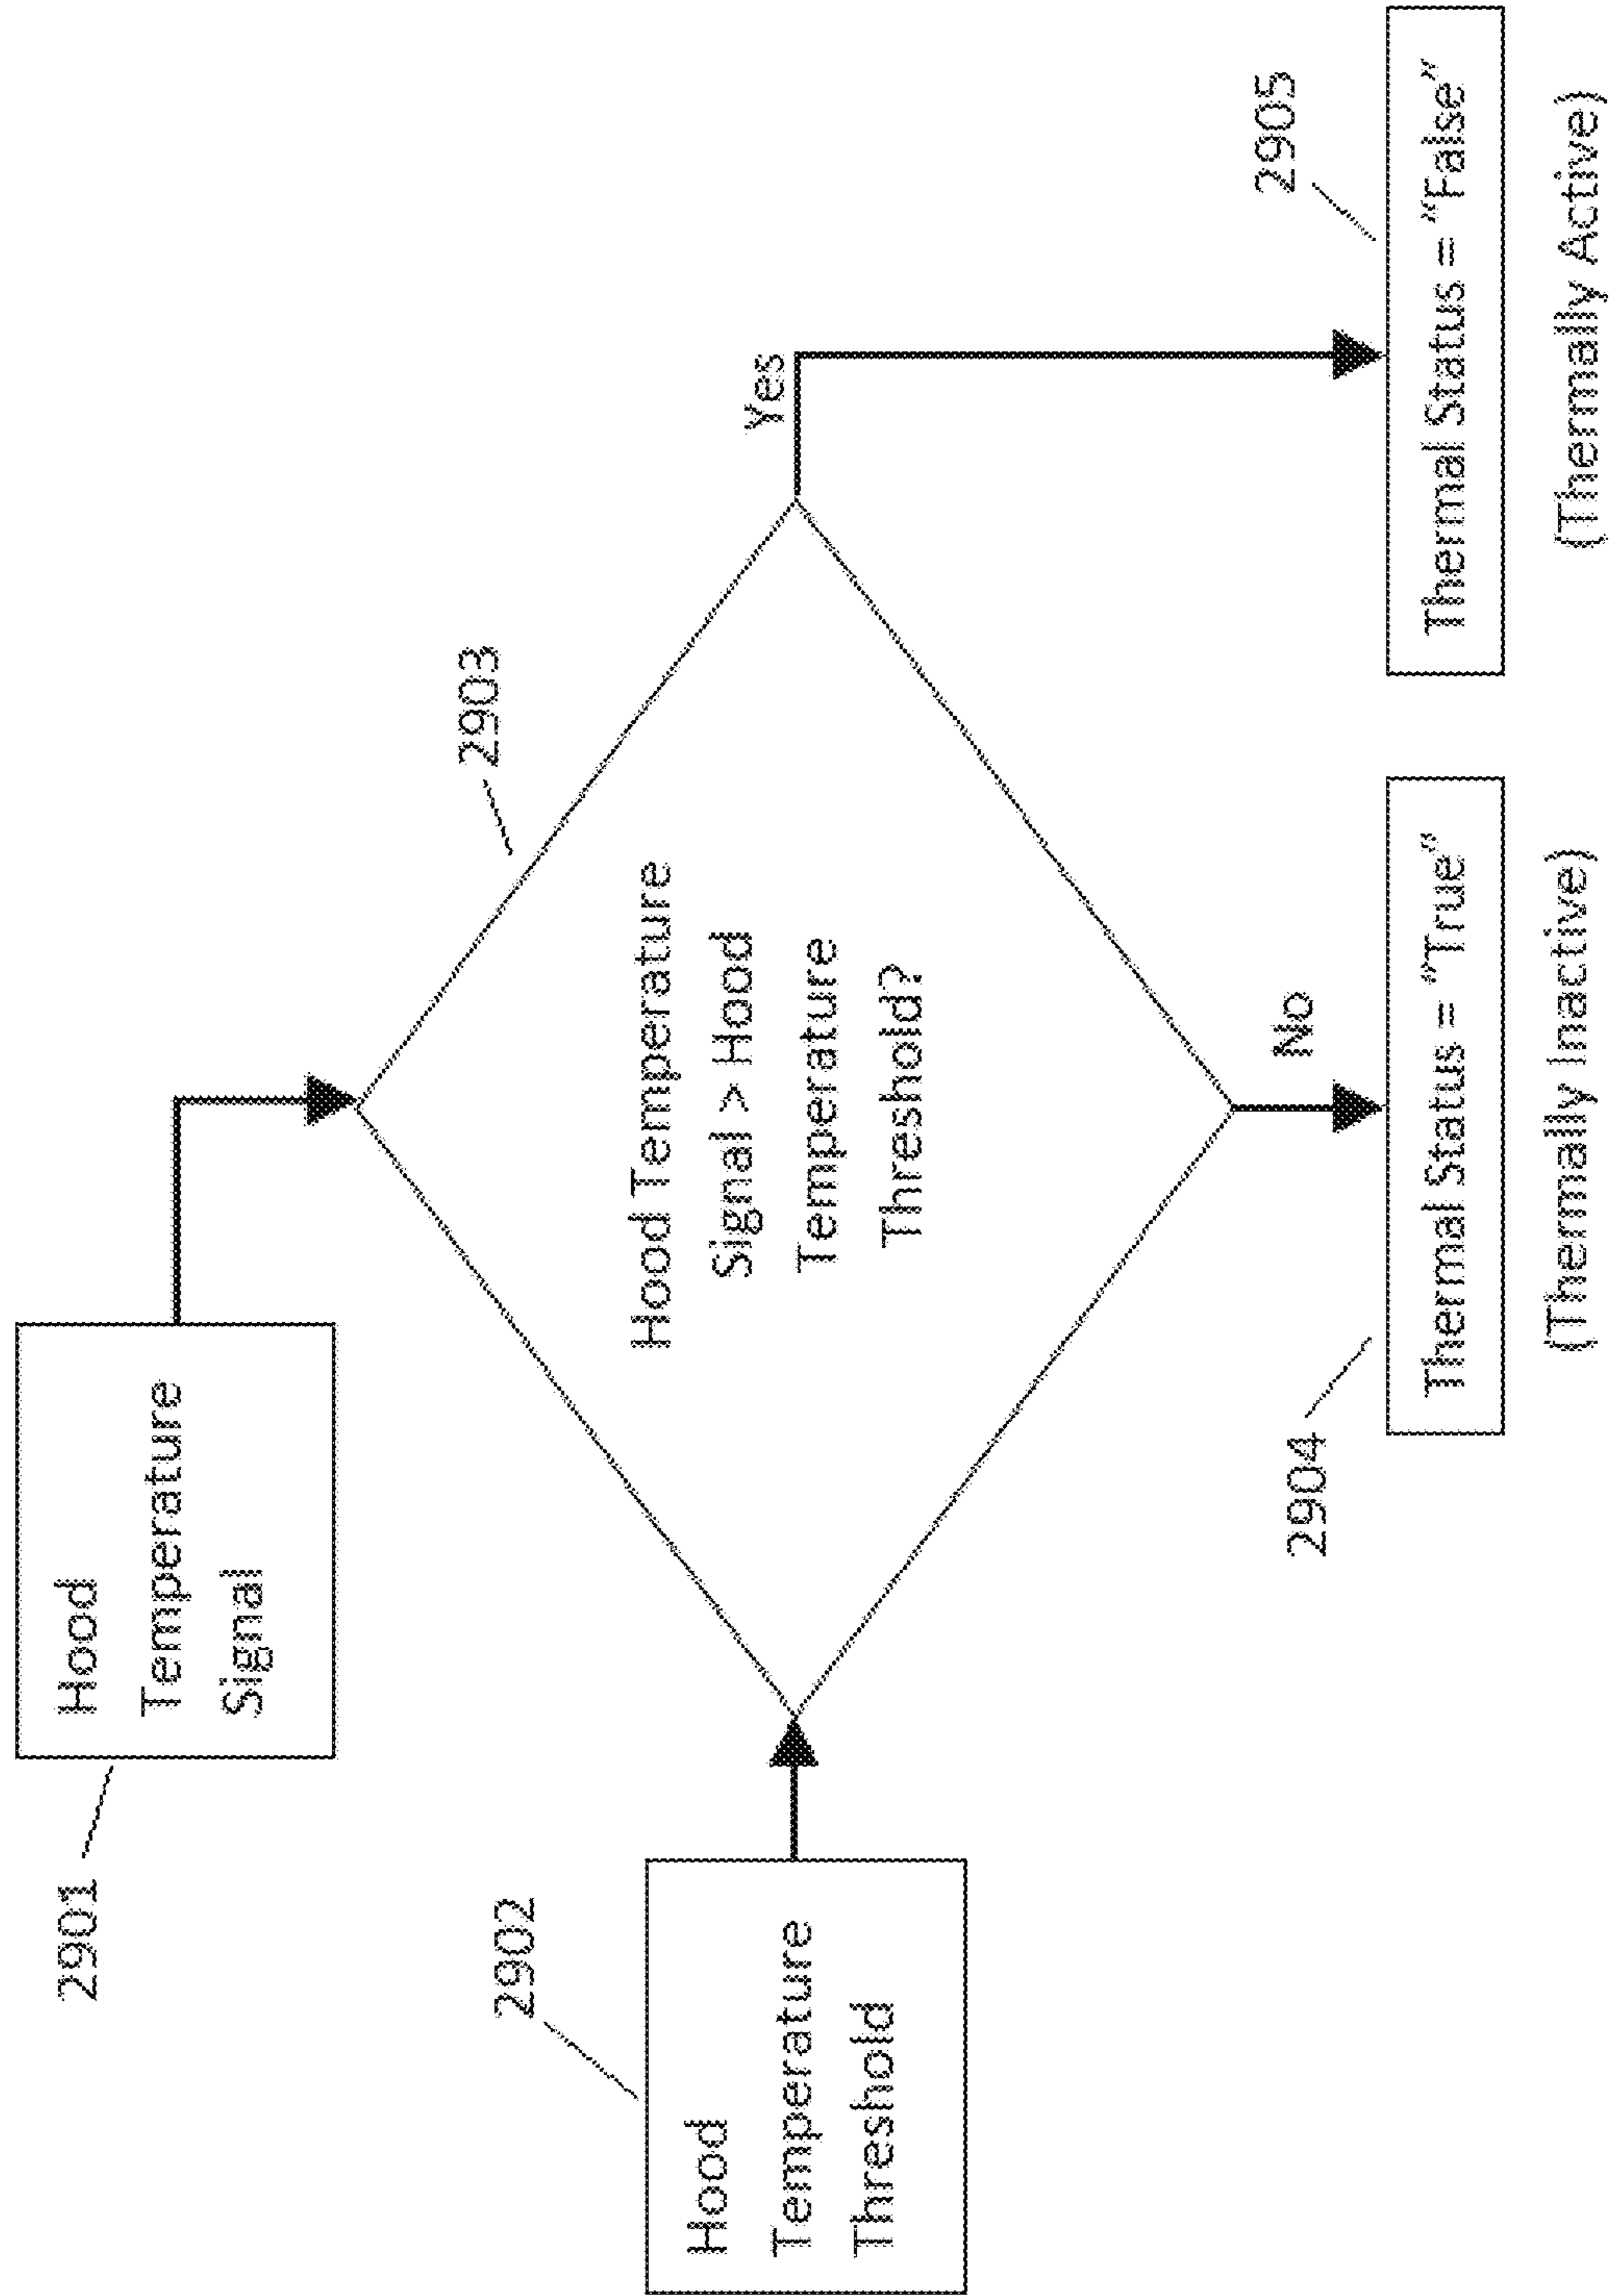 2901
Hood
Temperature
Signal
2902
Hood
Temperature
Threshold
2903
Hood Temperature
Signal > Hood
Temperature
Threshold?
Yes
No
2904
Thermal Status = “True”
(Thermally Inactive)
2905
Thermal Status = “False”
(Thermally Active)